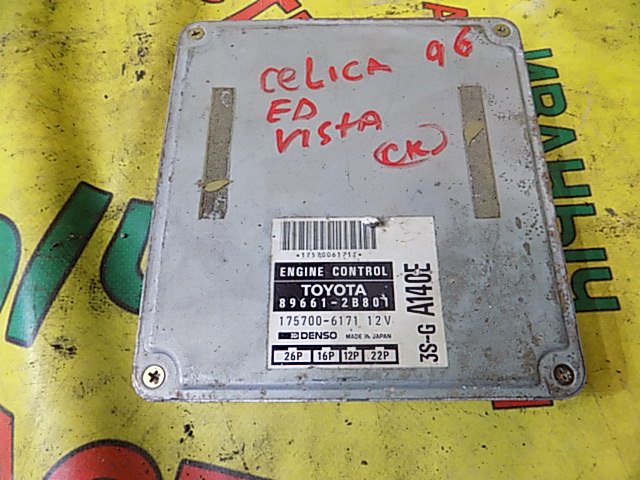 CELICA 96
ED
VISTA
CK
*1757006171Z*
ENGINE CONTROL
TOYOTA
89661-2B801
175700-6171 12V
DENSO MADE IN JAPAN
26P 16P 12P 22P
3S-G A140E